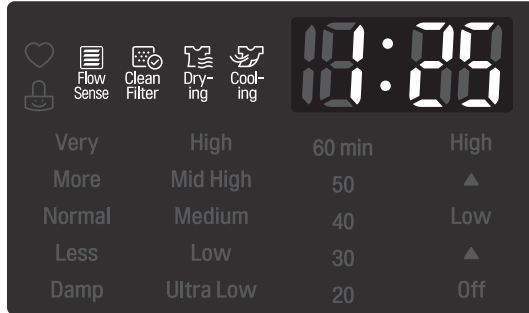 Flow Sense
Clean Filter
Dry-ing
Cool-ing
1:25
Very High 60 min High
More Mid High 50 ▲
Normal Medium 40 Low
Less Low 30 ▲
Damp Ultra Low 20 Off